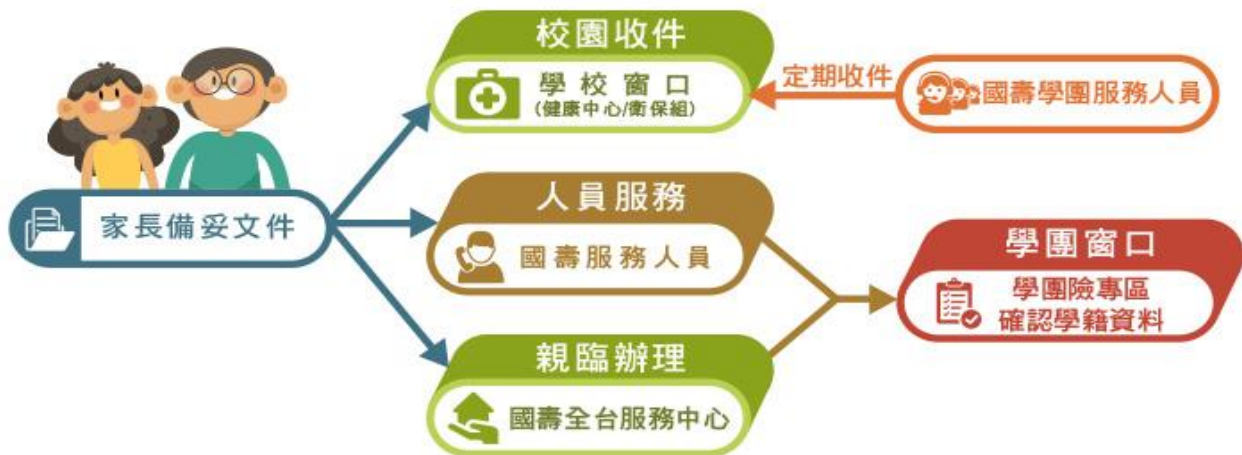 家長備妥文件
校園收件
學校窗口
(健康中心/衛保組)
定期收件
國壽學團服務人員
人員服務
國壽服務人員
親臨辦理
國壽全台服務中心
學團窗口
學團險專區
確認學籍資料